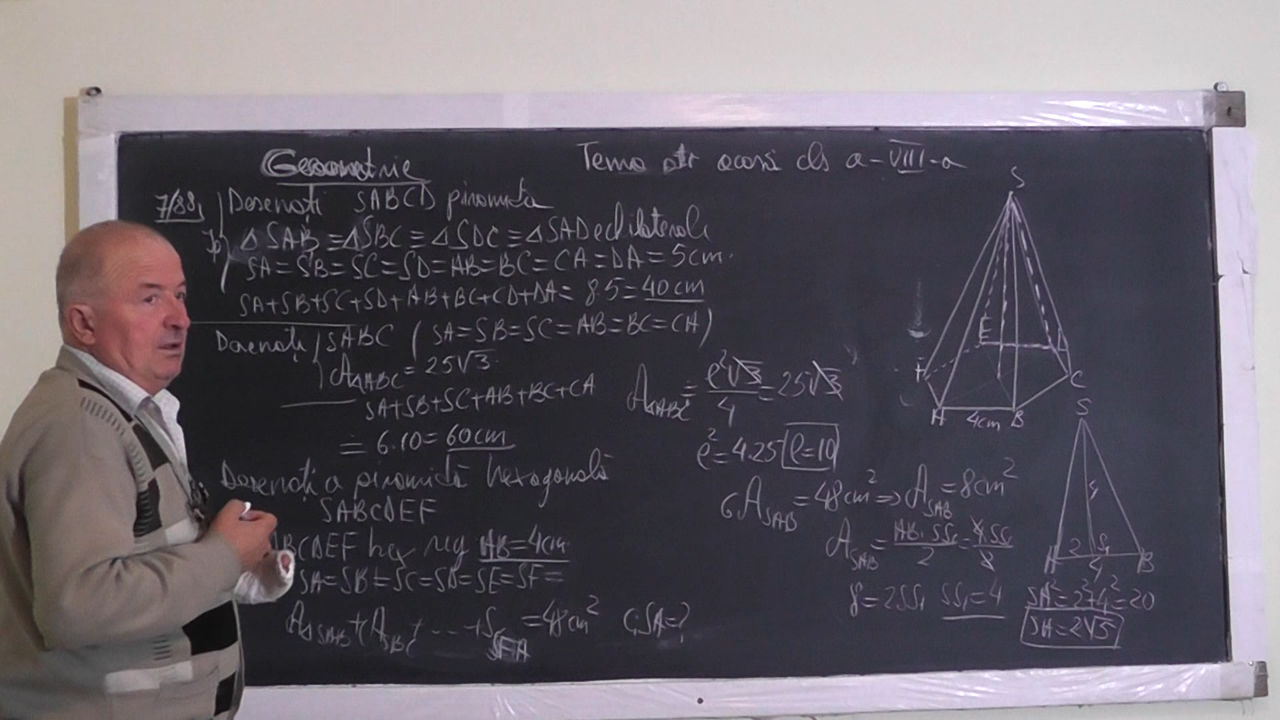 Geometrie
Tema acasă cls a-VIII-a
7/88,
Desenați SABCD piramida
ΔSAB ≡ ΔSBC ≡ ΔSDC ≡ ΔSAD echilaterali
SA=SB=SC=SD=AB=BC=CA=DA=5cm.
SA+SB+SC+SD+AB+BC+CD+DA=8·5=40cm
Desenați SABC (SA=SB=SC=AB=BC=CA)
A_ΔABC = 25√3
SA+SB+SC+AB+BC+CA
= 6·10=60cm
Desenați o piramidă hexagonală
SABCDEF
BCDEF hex reg AB=4cm
SA=SB=SC=SD=SE=SF=
A_ΔSAB+A_SBC+...+S_SFA=48cm² SA=?
A_ΔABC = ℓ²√3/4 = 25√3
ℓ²=4·25 ℓ=10
6A_SAB=48cm² ⇒ A_SAB=8cm²
A_SAB = AB·SS₁/2 = 4·SS₁/2
8=2SS₁ SS₁=4
S
E
F
C
A
B
4cm
S
4
2
S₁
B
4
SA²=2²+4²=20
SA=2√5